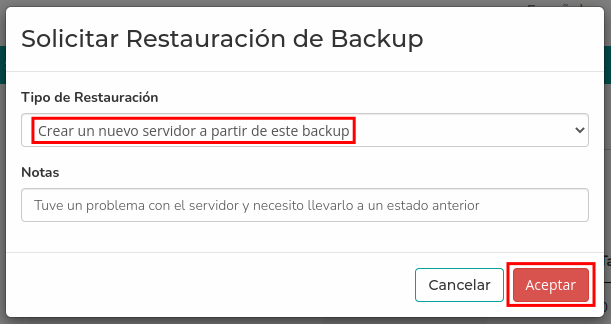 Solicitar Restauración de Backup
Tipo de Restauración
Crear un nuevo servidor a partir de este backup
Notas
Tuve un problema con el servidor y necesito llevarlo a un estado anterior
Cancelar
Aceptar